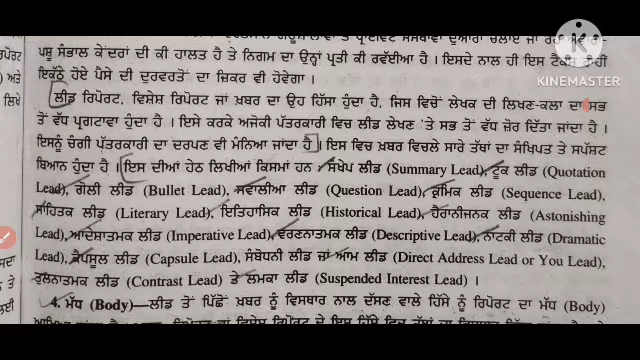 ਪਸ਼ੂ ਸੰਭਾਲ ਕੇਂਦਰਾਂ ਦੀ ਕੀ ਹਾਲਤ ਹੈ ਤੇ ਨਿਗਮ ਦਾ ਉਨ੍ਹਾਂ ਪ੍ਰਤੀ ਕੀ ਰਵੱਈਆ ਹੈ । ਇਸਦੇ ਨਾਲ ਹੀ ਇਸ
ਇਕੱਠੇ ਹੋਏ ਪੈਸੇ ਦੀ ਦੁਰਵਰਤੋਂ ਦਾ ਜ਼ਿਕਰ ਵੀ ਹੋਵੇਗਾ ।
KINEMASTER
ਲੀਡ ਰਿਪੋਰਟ, ਵਿਸ਼ੇਸ਼ ਰਿਪੋਰਟ ਜਾਂ ਖ਼ਬਰ ਦਾ ਉਹ ਹਿੱਸਾ ਹੁੰਦਾ ਹੈ, ਜਿਸ ਵਿਚੋਂ ਲੇਖਕ ਦੀ ਲਿਖਣ-ਕਲਾ ਦਾ ਸਭ
ਤੋਂ ਵੱਧ ਪ੍ਰਗਟਾਵਾ ਹੁੰਦਾ ਹੈ । ਇਸੇ ਕਰਕੇ ਅਜੋਕੀ ਪੱਤਰਕਾਰੀ ਵਿਚ ਲੀਡ ਲੇਖਣ 'ਤੇ ਸਭ ਤੋਂ ਵੱਧ ਜ਼ੋਰ ਦਿੱਤਾ ਜਾਂਦਾ ਹੈ ।
ਇਸਨੂੰ ਚੰਗੀ ਪੱਤਰਕਾਰੀ ਦਾ ਦਰਪਣ ਵੀ ਮੰਨਿਆ ਜਾਂਦਾ ਹੈ । ਇਸ ਵਿਚ ਖ਼ਬਰ ਵਿਚਲੇ ਸਾਰੇ ਤੱਥਾਂ ਦਾ ਸੰਖਿਪਤ ਤੇ ਸਪੱਸ਼ਟ
ਬਿਆਨ ਹੁੰਦਾ ਹੈ । ਇਸ ਦੀਆਂ ਹੇਠ ਲਿਖੀਆਂ ਕਿਸਮਾਂ ਹਨ ਸੰਖੇਪ ਲੀਡ (Summary Lead), ਟੂਕ ਲੀਡ (Quotation
Lead), ਗੋਲੀ ਲੀਡ (Bullet Lead), ਸਵਾਲੀਆ ਲੀਡ (Question Lead), ਕ੍ਰਮਿਕ ਲੀਡ (Sequence Lead),
ਸਾਹਿਤਕ ਲੀਡ (Literary Lead), ਇਤਿਹਾਸਿਕ ਲੀਡ (Historical Lead), ਹੈਰਾਨੀਜਨਕ ਲੀਡ (Astonishing
Lead), ਆਦੇਸ਼ਾਤਮਕ ਲੀਡ (Imperative Lead), ਵਰਣਨਾਤਮਕ ਲੀਡ (Descriptive Lead), ਨਾਟਕੀ ਲੀਡ (Dramatic
Lead), ਕੈਪਸੂਲ ਲੀਡ (Capsule Lead), ਸੰਬੋਧਨੀ ਲੀਡ ਜਾਂ ਆਮ ਲੀਡ (Direct Address Lead or You Lead),
ਤੁਲਨਾਤਮਕ ਲੀਡ (Contrast Lead) ਤੇ ਲਮਕਾ ਲੀਡ (Suspended Interest Lead) ।
4. ਮੱਧ (Body)— ਲੀਡ ਤੋਂ ਪਿੱਛੋਂ ਖ਼ਬਰ ਨੂੰ ਵਿਸਥਾਰ ਨਾਲ ਦੱਸਣ ਵਾਲੇ ਹਿੱਸੇ ਨੂੰ ਰਿਪੋਰਟ ਦਾ ਮੱਧ (Body)